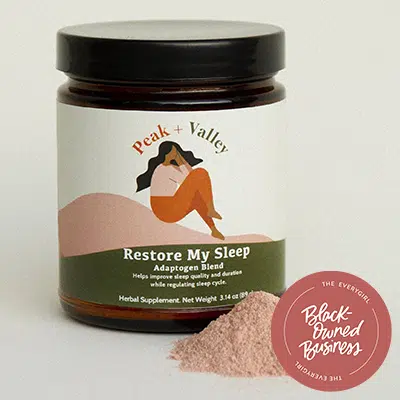 Peak + Valley
Restore My Sleep
Adaptogen Blend
Helps improve sleep quality and duration
while regulating sleep cycle.
Herbal Supplement. Net Weight 3.14 oz (89
THE EVERYGIRL
Black-
Owned
Business
THE EVERYGIRL